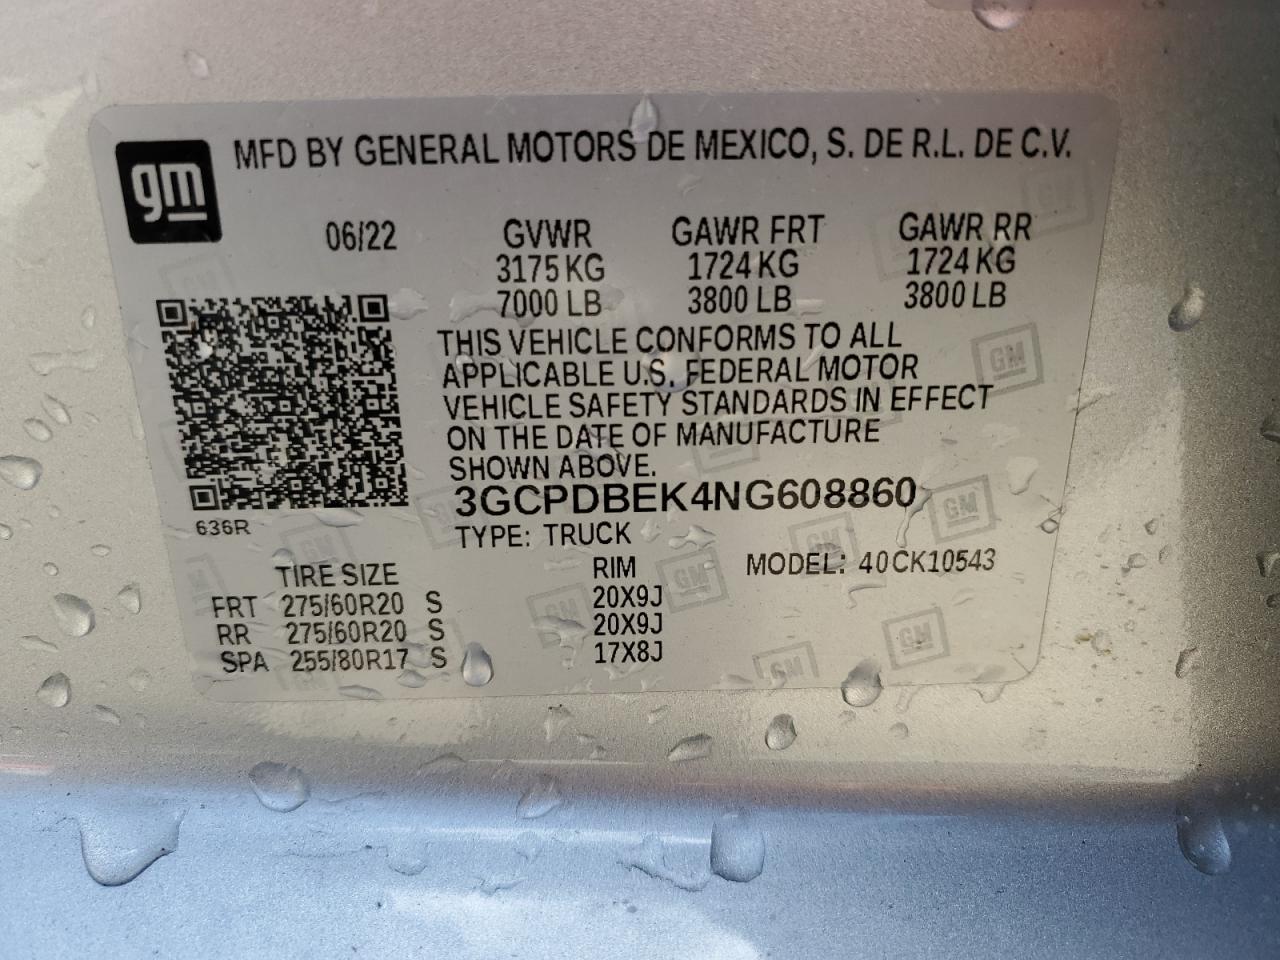 gm
MFD BY GENERAL MOTORS DE MEXICO, S. DE R.L. DE C.V.
06/22 GVWR GAWR FRT GAWR RR
3175 KG 1724 KG 1724 KG
7000 LB 3800 LB 3800 LB
THIS VEHICLE CONFORMS TO ALL
APPLICABLE U.S. FEDERAL MOTOR
VEHICLE SAFETY STANDARDS IN EFFECT
ON THE DATE OF MANUFACTURE
SHOWN ABOVE.
3GCPDBEK4NG608860
636R
TYPE: TRUCK
TIRE SIZE RIM MODEL: 40CK10543
FRT 275/60R20 S 20X9J
RR 275/60R20 S 20X9J
SPA 255/80R17 S 17X8J